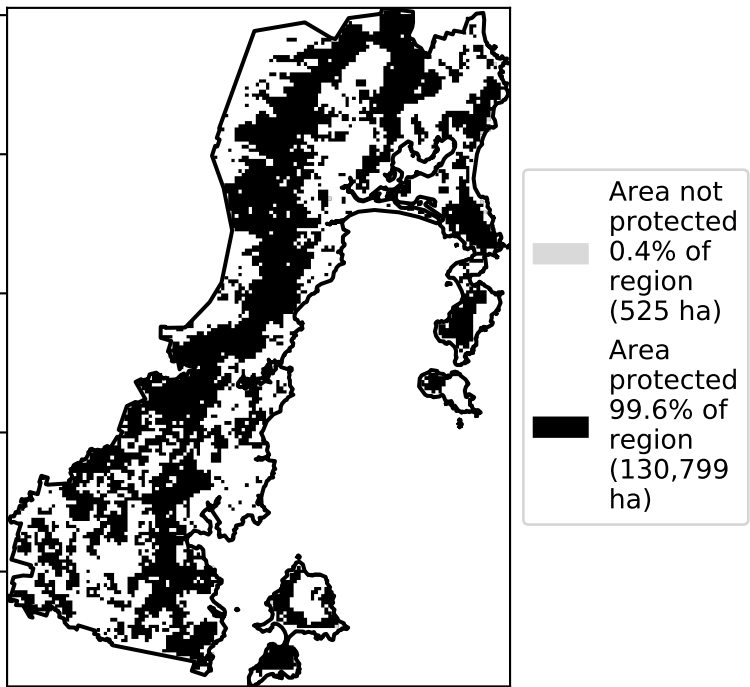 Area not
protected
0.4% of
region
(525 ha)
Area
protected
99.6% of
region
(130,799
ha)